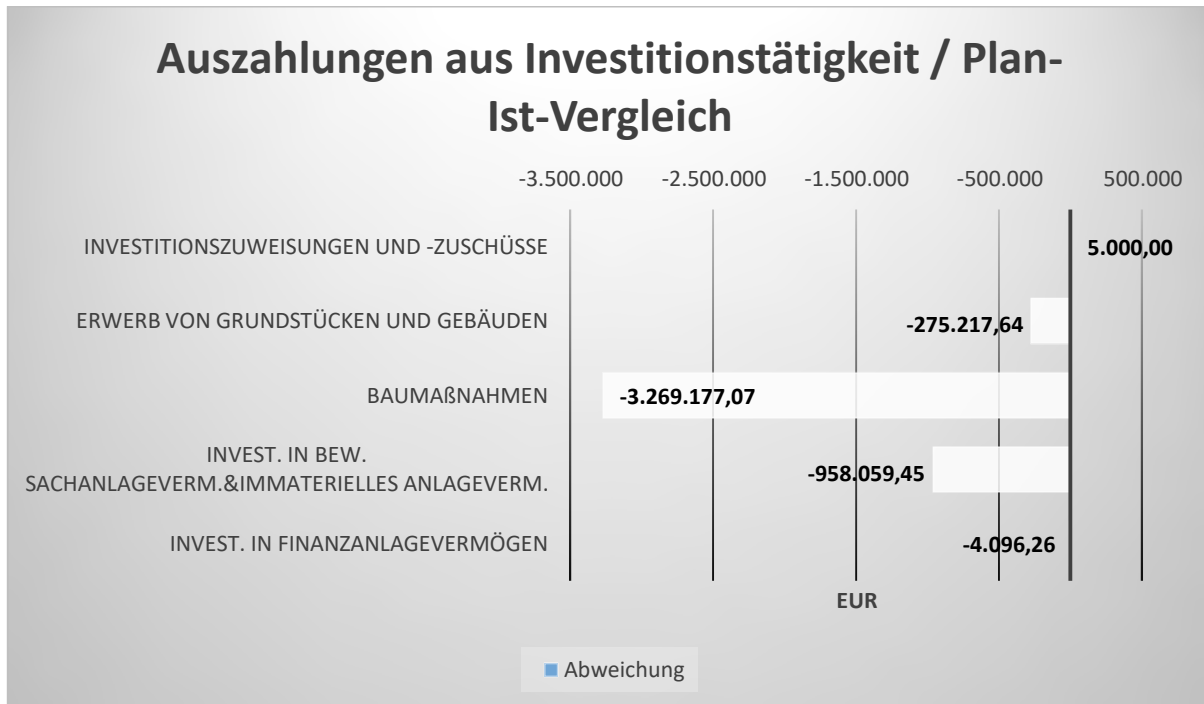 Auszahlungen aus Investitionstätigkeit / Plan-
Ist-Vergleich
-3.500.000 -2.500.000 -1.500.000 -500.000 500.000
INVESTITIONSZUWEISUNGEN UND -ZUSCHÜSSE 5.000,00
ERWERB VON GRUNDSTÜCKEN UND GEBÄUDEN -275.217,64
BAUMAßNAHMEN -3.269.177,07
INVEST. IN BEW.
SACHANLAGEVERM.&IMMATERIELLES ANLAGEVERM. -958.059,45
INVEST. IN FINANZANLAGEVERMÖGEN -4.096,26
EUR
Abweichung